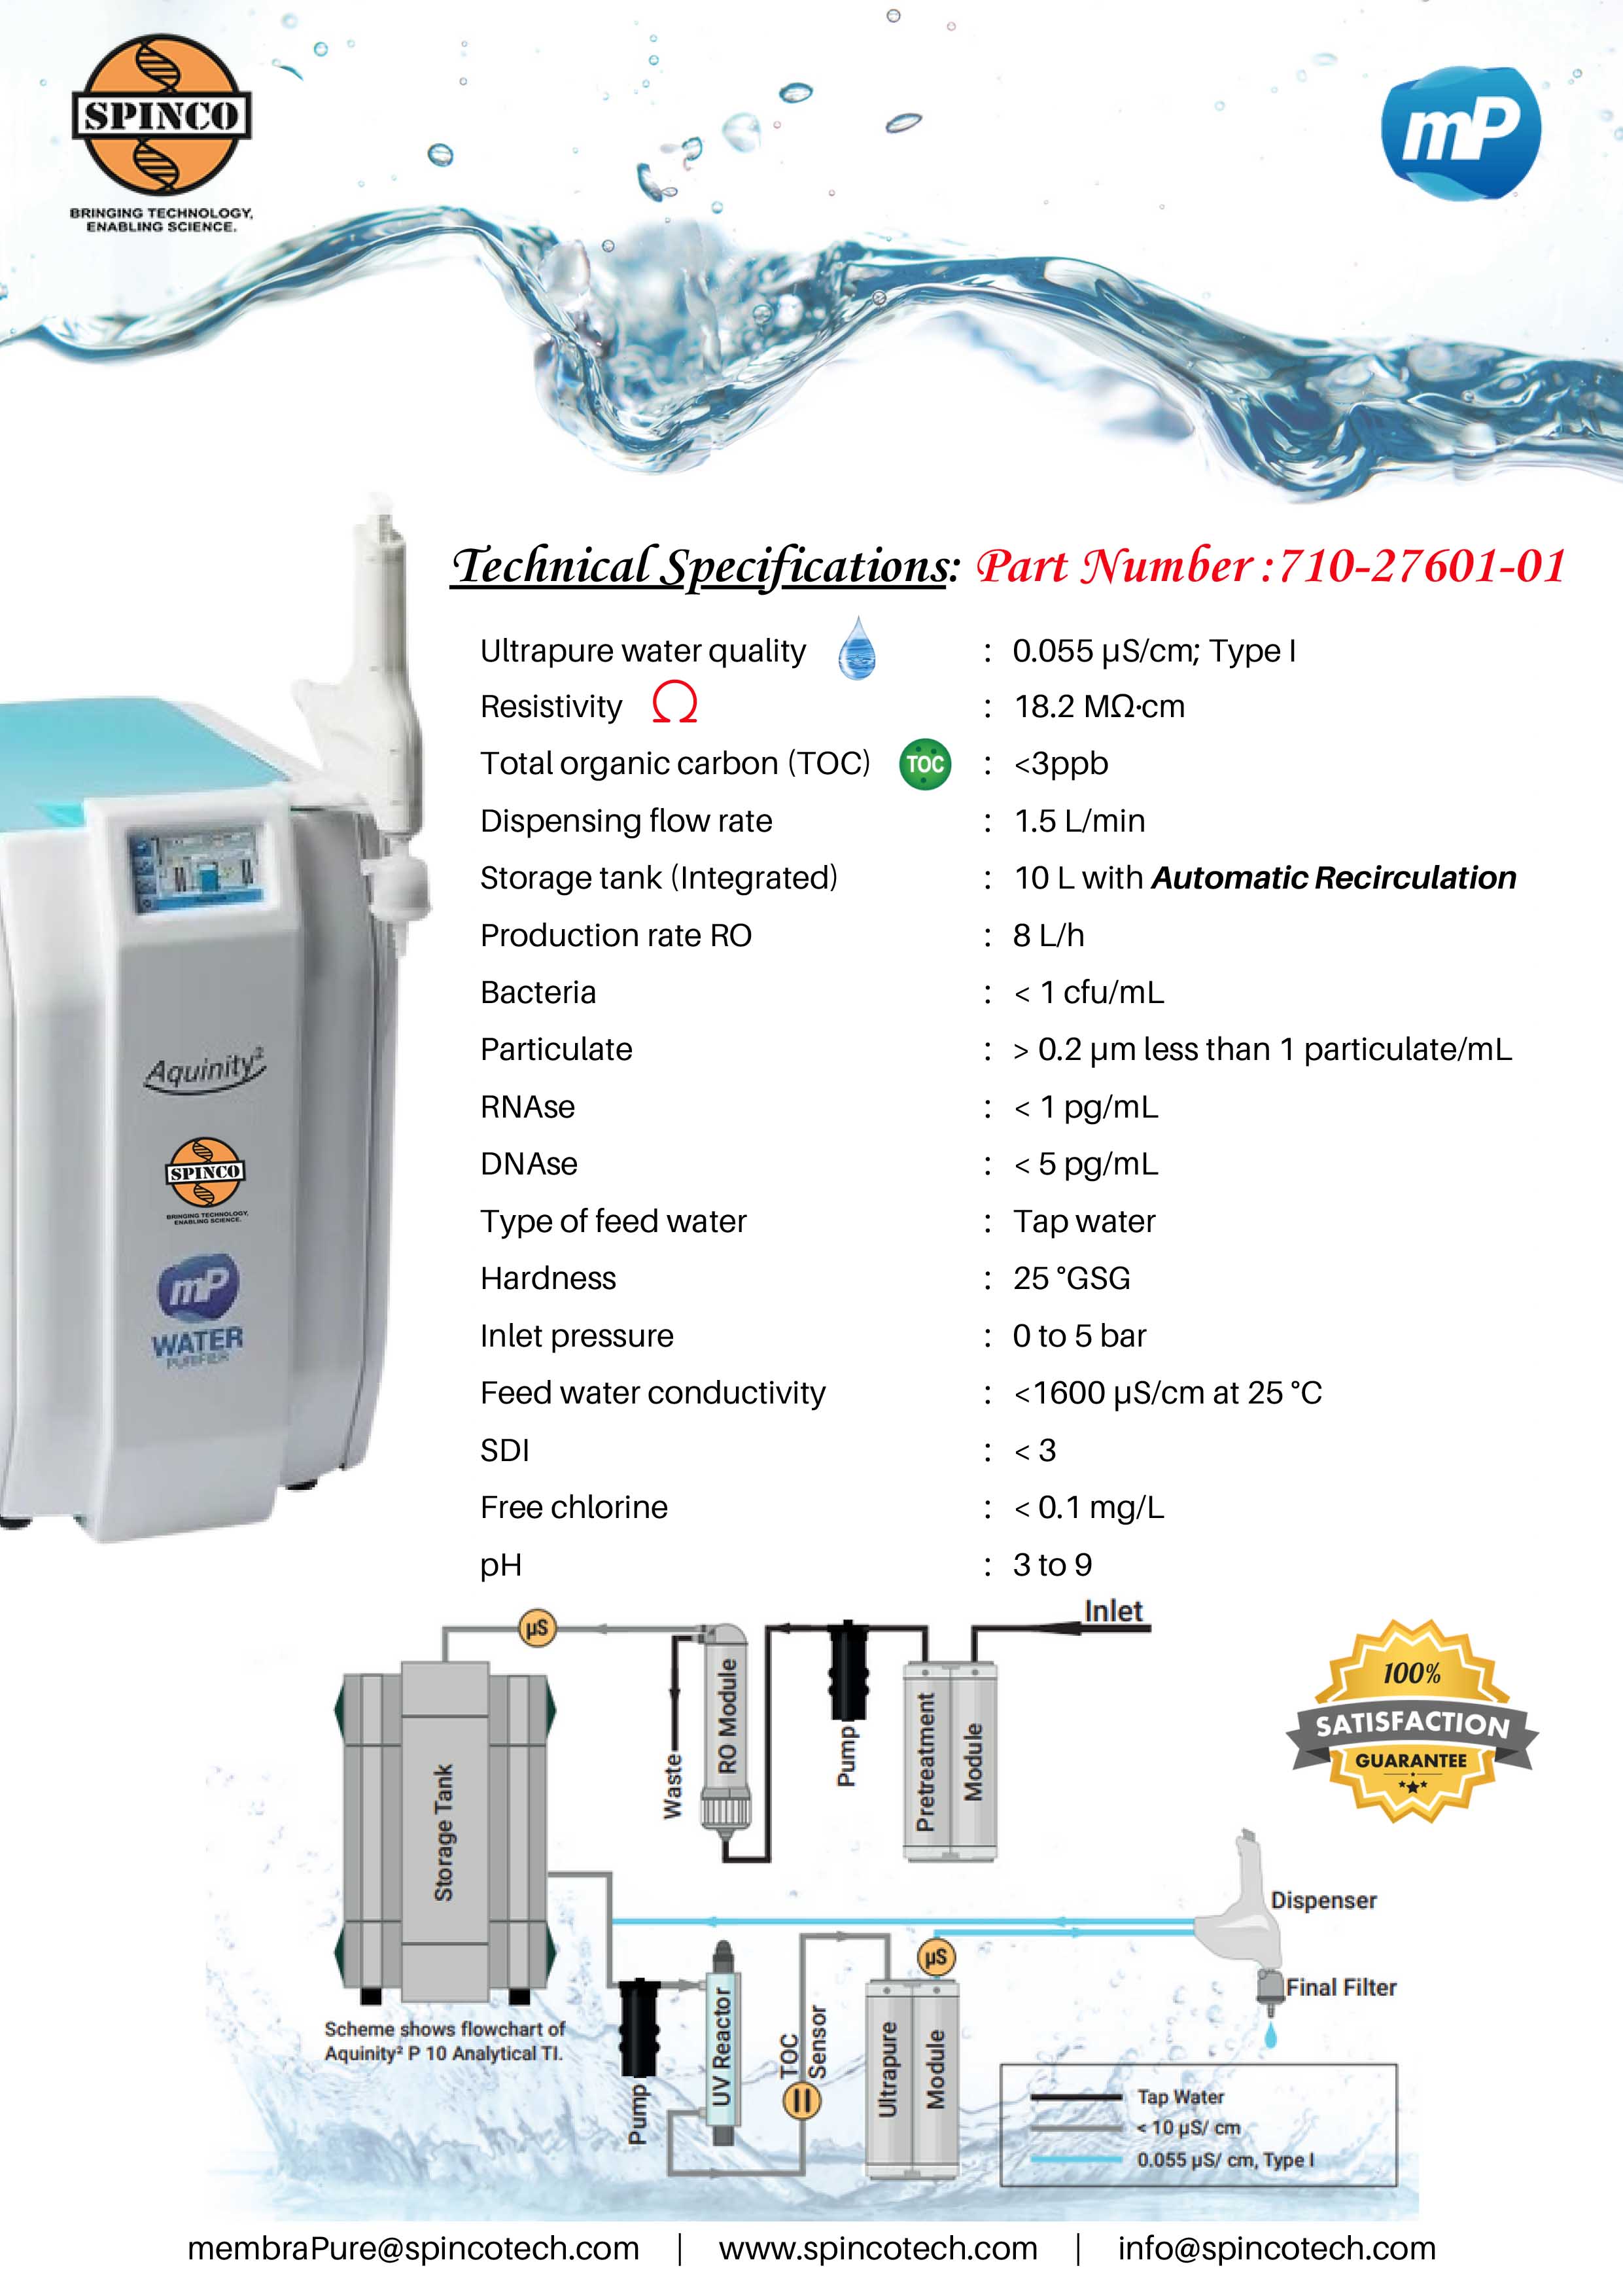 SPINCO
BRINGING TECHNOLOGY,
ENABLING SCIENCE.
mP
Technical Specifications: Part Number :710-27601-01
Ultrapure water quality : 0.055 µS/cm; Type I
Resistivity Ω : 18.2 MΩ·cm
Total organic carbon (TOC) TOC : <3ppb
Dispensing flow rate : 1.5 L/min
Storage tank (Integrated) : 10 L with Automatic Recirculation
Production rate RO : 8 L/h
Bacteria : < 1 cfu/mL
Particulate : > 0.2 µm less than 1 particulate/mL
RNAse : < 1 pg/mL
DNAse : < 5 pg/mL
Type of feed water : Tap water
Hardness : 25 °GSG
Inlet pressure : 0 to 5 bar
Feed water conductivity : <1600 µS/cm at 25 °C
SDI : < 3
Free chlorine : < 0.1 mg/L
pH : 3 to 9
Aquinity²
SPINCO
BRINGING TECHNOLOGY,
ENABLING SCIENCE.
mP
WATER
PURIFIER
Inlet
µS
RO Module
Waste
Pump
Pretreatment
Module
Storage Tank
100%
SATISFACTION
GUARANTEE
Dispenser
µS
Final Filter
Scheme shows flowchart of
Aquinity² P 10 Analytical TI.
Pump
UV Reactor
TOC
Sensor
Ultrapure
Module
Tap Water
< 10 µS/ cm
0.055 µS/ cm, Type I
membraPure@spincotech.com | www.spincotech.com | info@spincotech.com